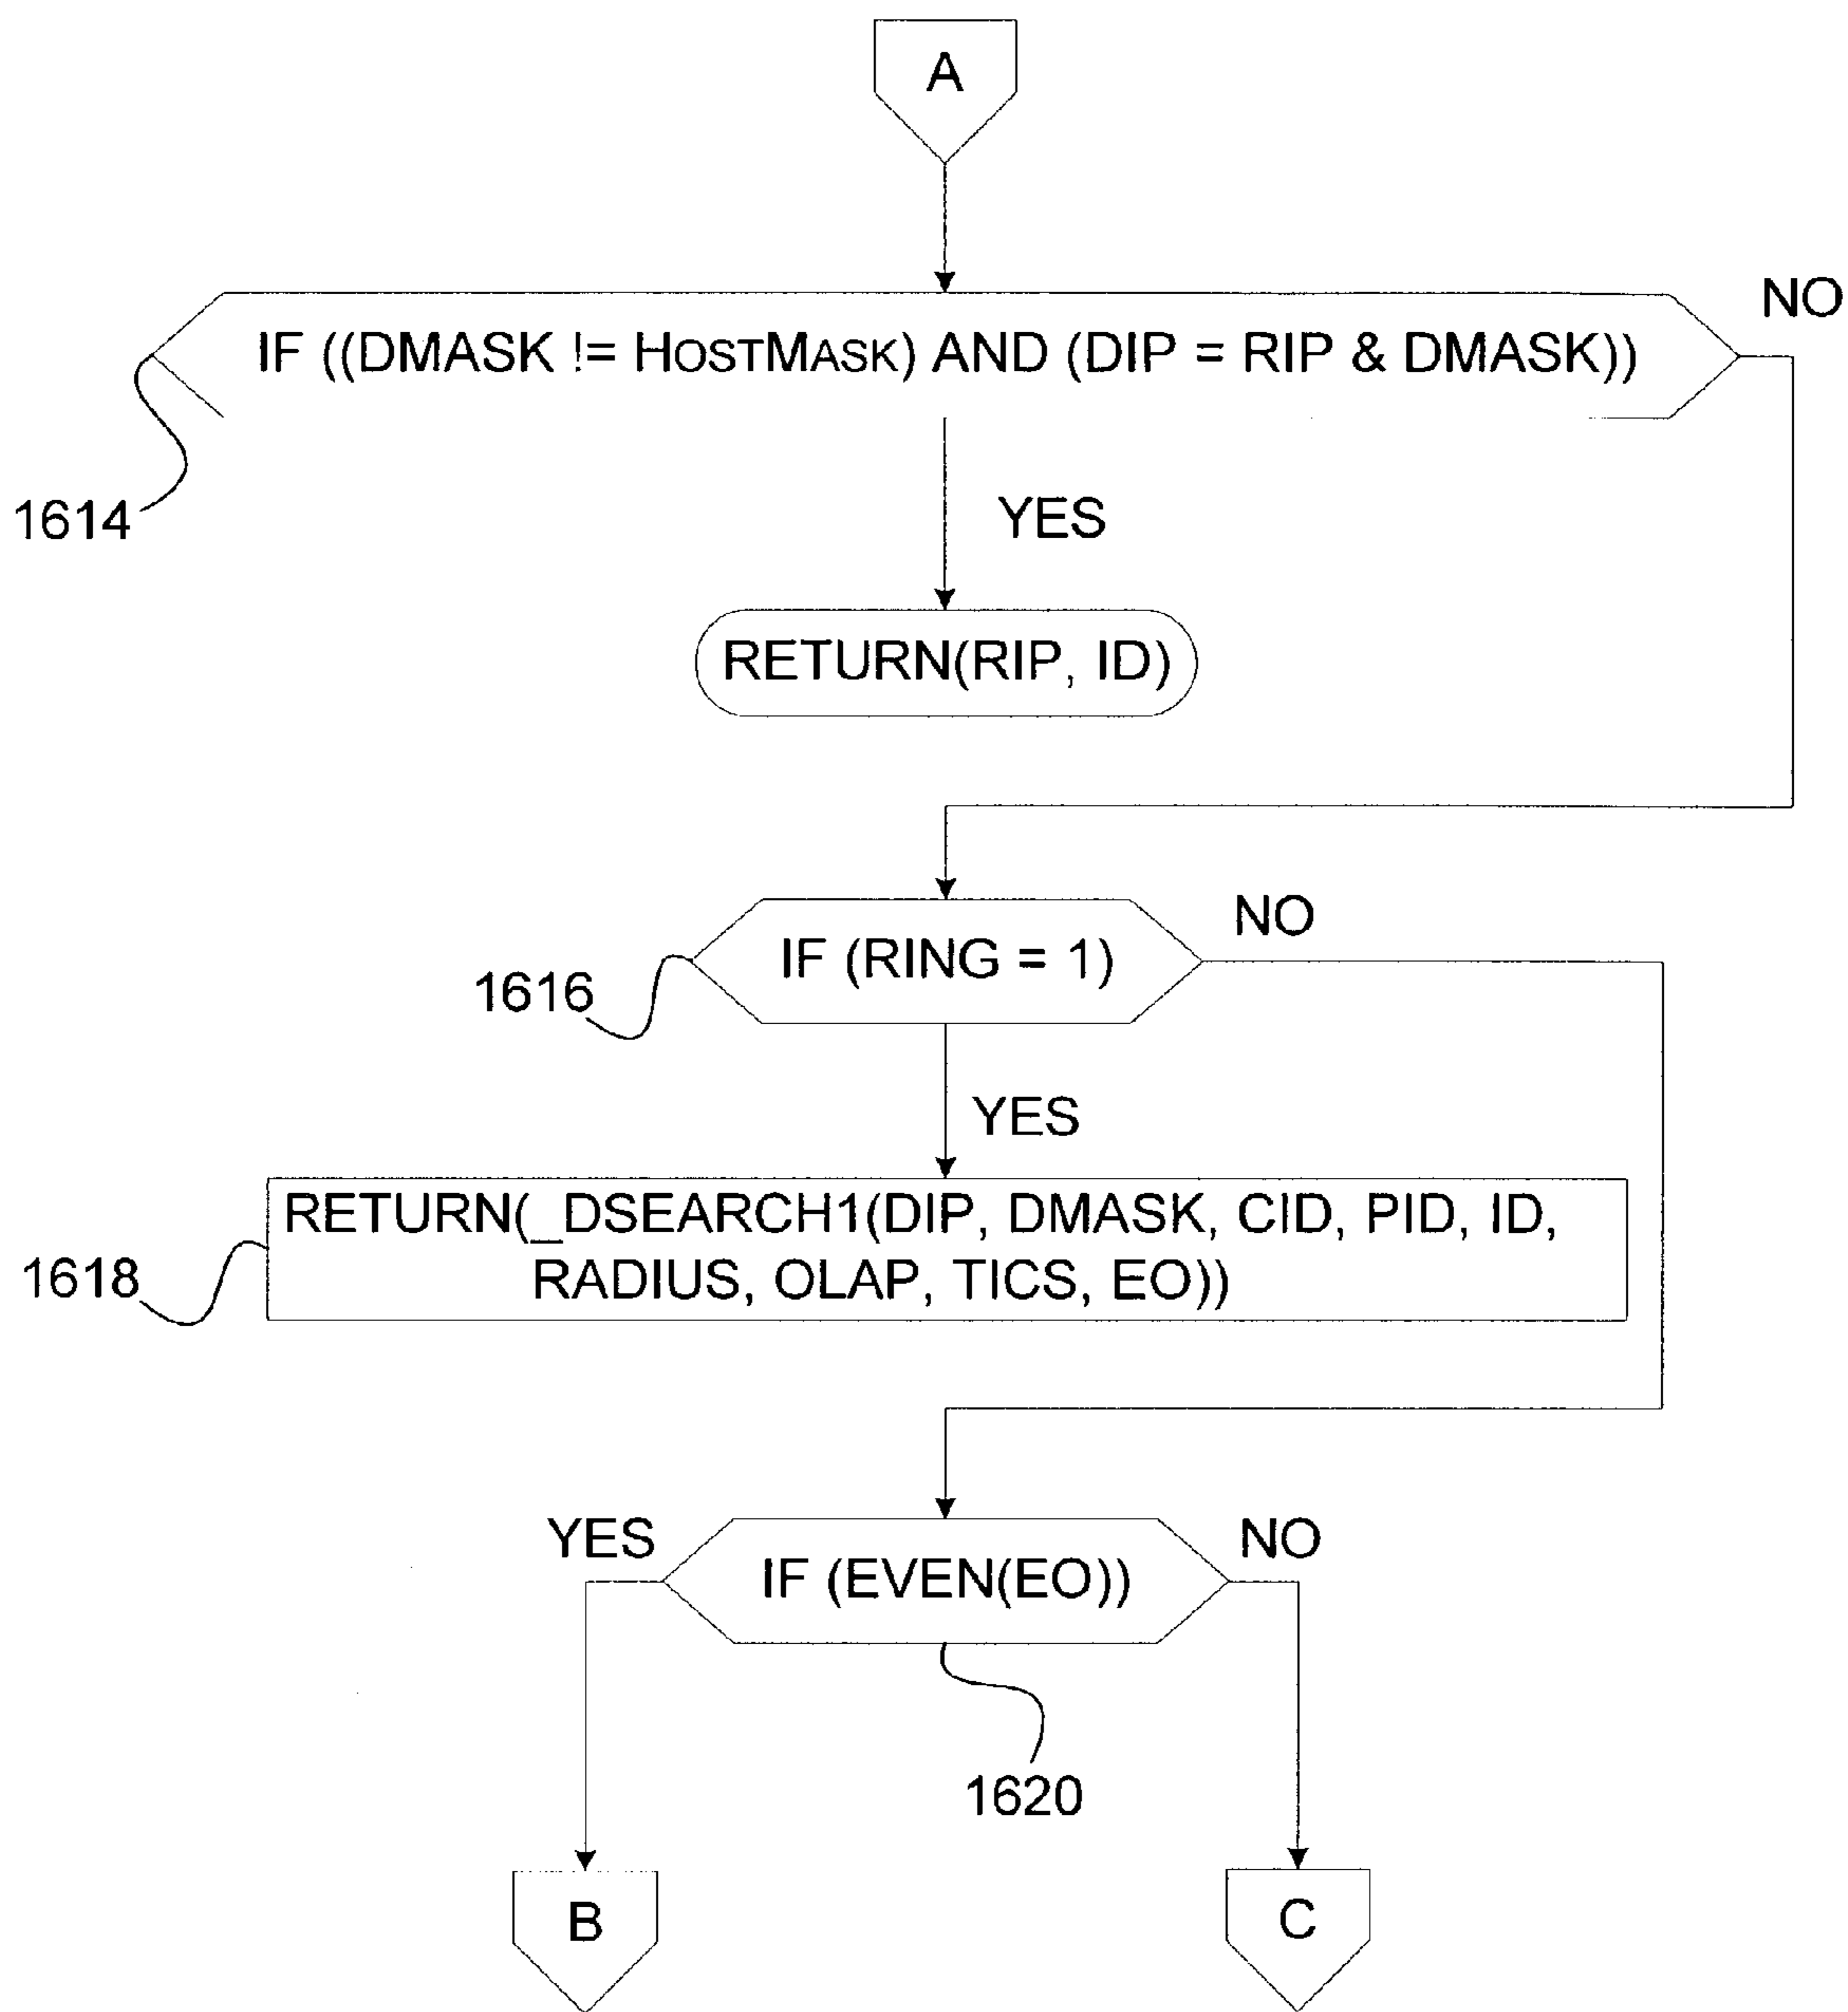 A
NO
IF ((DMASK != HOSTMASK) AND (DIP = RIP & DMASK))
1614
YES
RETURN(RIP, ID)
NO
IF (RING = 1)
1616
YES
RETURN(_DSEARCH1(DIP, DMASK, CID, PID, ID,
RADIUS, OLAP, TICS, EO))
1618
YES
NO
IF (EVEN(EO))
1620
B
C